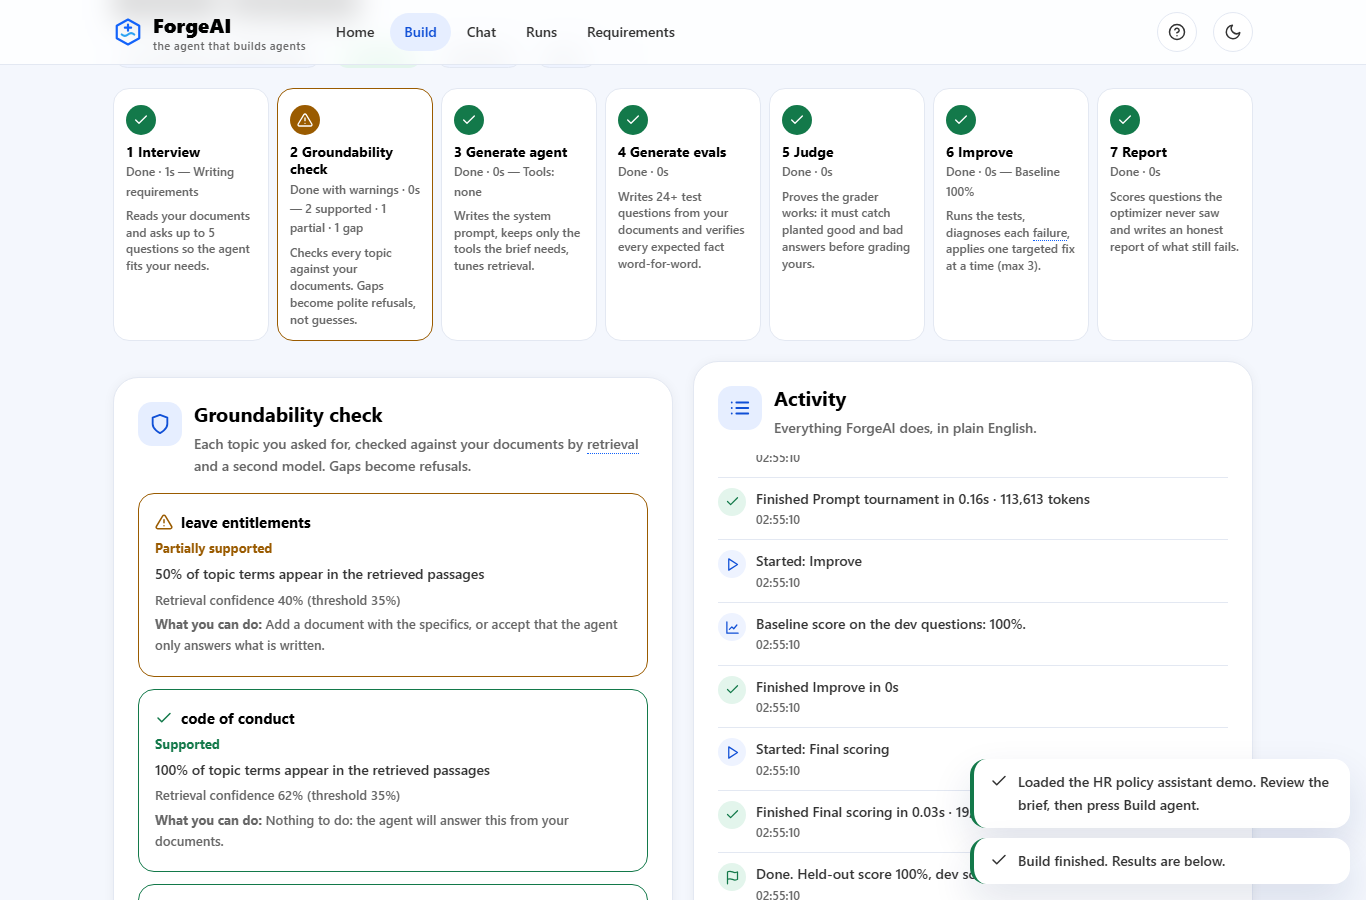 ForgeAI
the agent that builds agents
Home
Build
Chat
Runs
Requirements
1 Interview
Done · 1s — Writing
requirements
Reads your documents
and asks up to 5
questions so the agent
fits your needs.
2 Groundability
check
Done with warnings · 0s
— 2 supported · 1
partial · 1 gap
Checks every topic
against your
documents. Gaps
become polite refusals,
not guesses.
3 Generate agent
Done · 0s — Tools:
none
Writes the system
prompt, keeps only the
tools the brief needs,
tunes retrieval.
4 Generate evals
Done · 0s
Writes 24+ test
questions from your
documents and verifies
every expected fact
word-for-word.
5 Judge
Done · 0s
Proves the grader
works: it must catch
planted good and bad
answers before grading
yours.
6 Improve
Done · 0s — Baseline
100%
Runs the tests,
diagnoses each failure,
applies one targeted fix
at a time (max 3).
7 Report
Done · 0s
Scores questions the
optimizer never saw
and writes an honest
report of what still fails.
Groundability check
Each topic you asked for, checked against your documents by retrieval
and a second model. Gaps become refusals.
leave entitlements
Partially supported
50% of topic terms appear in the retrieved passages
Retrieval confidence 40% (threshold 35%)
What you can do: Add a document with the specifics, or accept that the agent
only answers what is written.
code of conduct
Supported
100% of topic terms appear in the retrieved passages
Retrieval confidence 62% (threshold 35%)
What you can do: Nothing to do: the agent will answer this from your
documents.
Activity
Everything ForgeAI does, in plain English.
02:55:10
Finished Prompt tournament in 0.16s · 113,613 tokens
02:55:10
Started: Improve
02:55:10
Baseline score on the dev questions: 100%.
02:55:10
Finished Improve in 0s
02:55:10
Started: Final scoring
02:55:10
Finished Final scoring in 0.03s ·
02:55:10
Done. Held-out score 100%, dev
02:55:10
Loaded the HR policy assistant demo. Review the
brief, then press Build agent.
Build finished. Results are below.